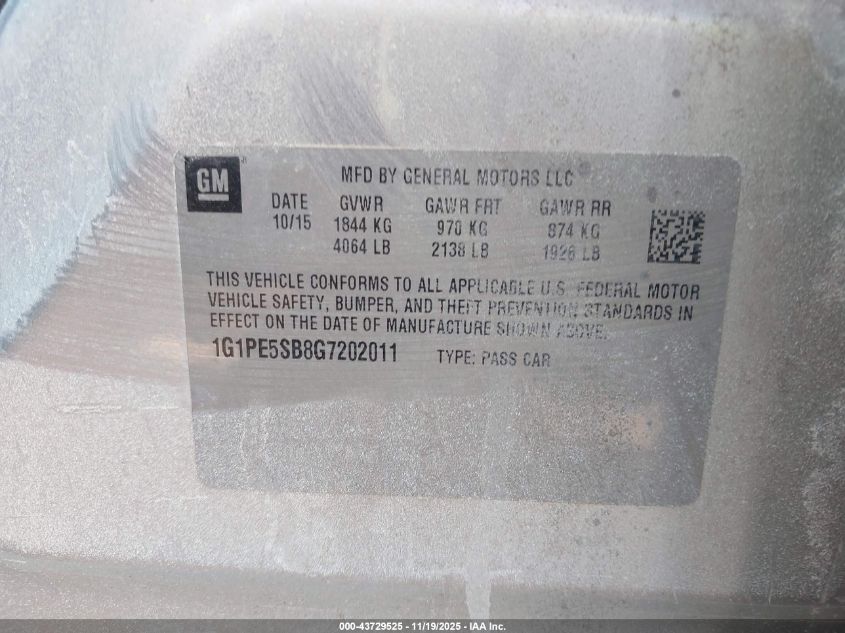 GM
MFD BY GENERAL MOTORS LLC
DATE GVWR GAWR FRT GAWR RR
10/15 1844 KG 970 KG 874 KG
4064 LB 2138 LB 1926 LB
THIS VEHICLE CONFORMS TO ALL APPLICABLE U.S. FEDERAL MOTOR
VEHICLE SAFETY, BUMPER, AND THEFT PREVENTION STANDARDS IN
EFFECT ON THE DATE OF MANUFACTURE SHOWN ABOVE.
1G1PE5SB8G7202011 TYPE: PASS CAR
000-43729525 - 11/19/2025 - IAA Inc.